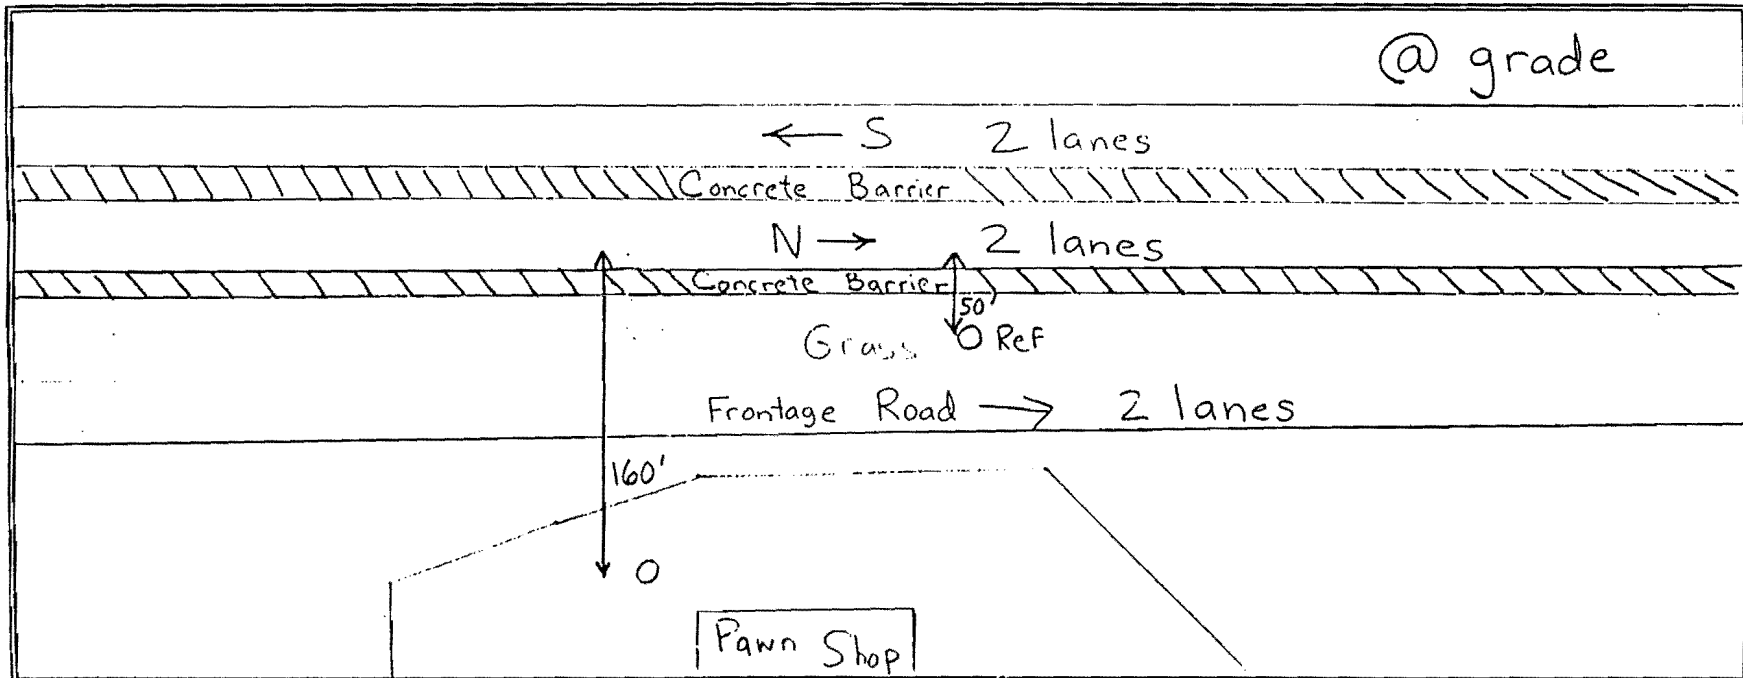 @ grade
← S 2 lanes
Concrete Barrier
N → 2 lanes
Concrete Barrier
50'
Grass O Ref
Frontage Road → 2 lanes
160'
O
Pawn Shop